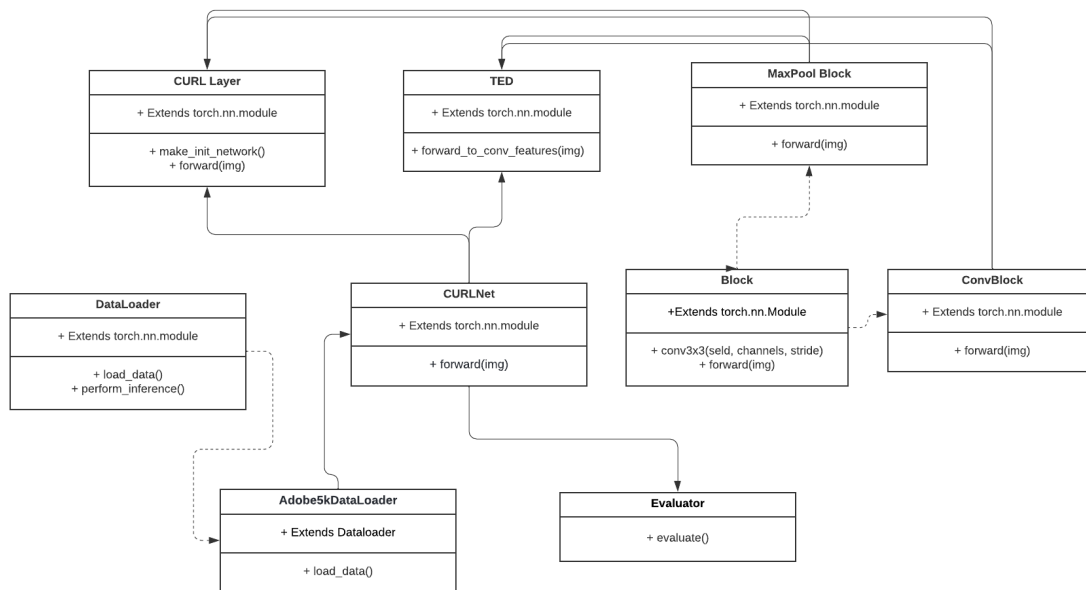 CURL Layer
+ Extends torch.nn.module
+ make_init_network()
+ forward(img)
TED
+ Extends torch.nn.module
+ forward_to_conv_features(img)
MaxPool Block
+ Extends torch.nn.module
+ forward(img)
DataLoader
+ Extends torch.nn.module
+ load_data()
+ perform_inference()
CURLNet
+ Extends torch.nn.module
+ forward(img)
Block
+Extends torch.nn.Module
+ conv3x3(seld, channels, stride)
+ forward(img)
ConvBlock
+ Extends torch.nn.module
+ forward(img)
Adobe5kDataLoader
+ Extends Dataloader
+ load_data()
Evaluator
+ evaluate()